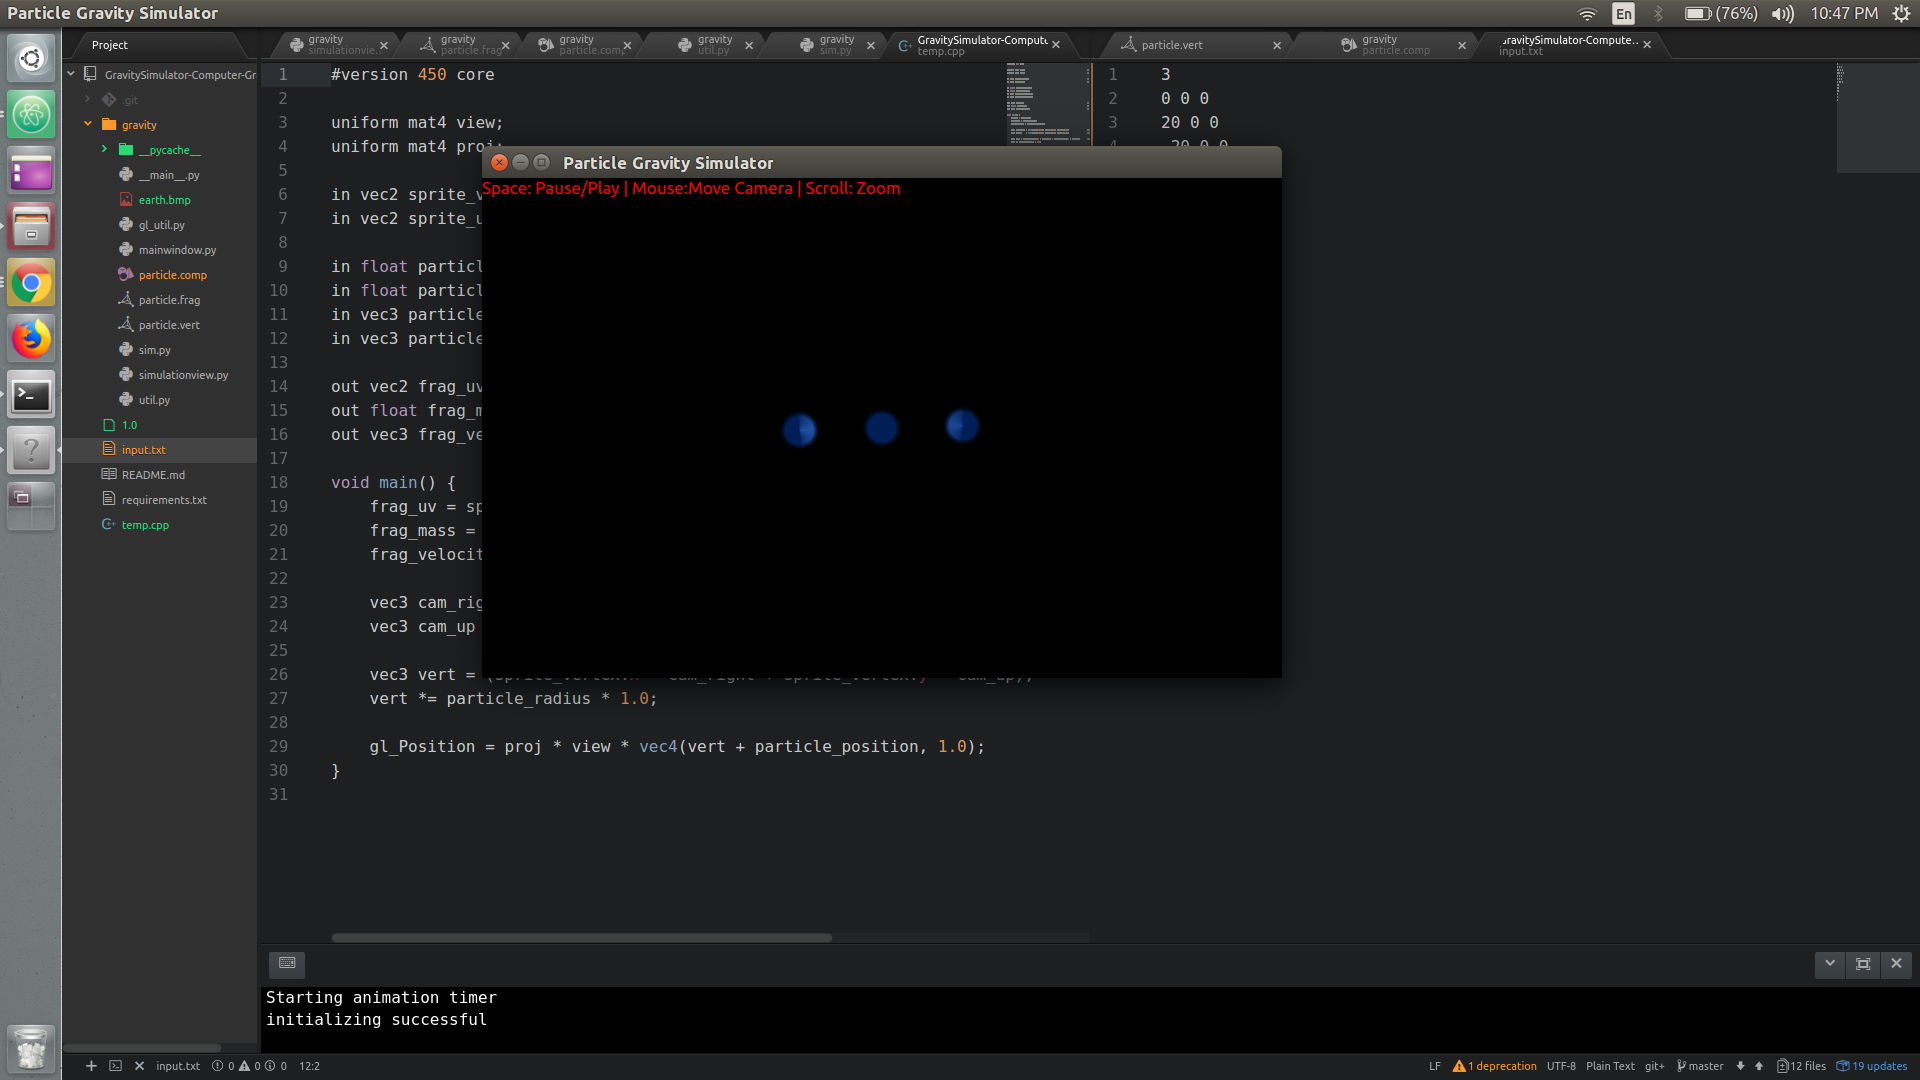 Particle Gravity Simulator
En
(76%)
10:47 PM
Project
gravity
simulationvie...
gravity
particle.frag
gravity
particle.comp
gravity
util.py
gravity
sim.py
GravitySimulator-Compute
temp.cpp
particle.vert
gravity
particle.comp
GravitySimulator-Compute...
input.txt
GravitySimulator-Computer-Gr
.git
gravity
__pycache__
__main__.py
earth.bmp
gl_util.py
mainwindow.py
particle.comp
particle.frag
particle.vert
sim.py
simulationview.py
util.py
1.0
input.txt
README.md
requirements.txt
temp.cpp
1 #version 450 core
2
3 uniform mat4 view;
4 uniform mat4 proj;
5
6 in vec2 sprite_v
7 in vec2 sprite_u
8
9 in float particl
10 in float particl
11 in vec3 particle
12 in vec3 particle
13
14 out vec2 frag_uv
15 out float frag_m
16 out vec3 frag_ve
17
18 void main() {
19 frag_uv = sp
20 frag_mass =
21 frag_velocit
22
23 vec3 cam_rig
24 vec3 cam_up
25
26 vec3 vert = (sprite_vertex.x * cam_right + sprite_vertex.y * cam_up);
27 vert *= particle_radius * 1.0;
28
29 gl_Position = proj * view * vec4(vert + particle_position, 1.0);
30 }
31
1 3
2 0 0 0
3 20 0 0
4 -20 0 0
Particle Gravity Simulator
Space: Pause/Play | Mouse:Move Camera | Scroll: Zoom
Starting animation timer
initializing successful
input.txt 0 0 0 12:2
LF 1 deprecation UTF-8 Plain Text git+ master 12 files 19 updates